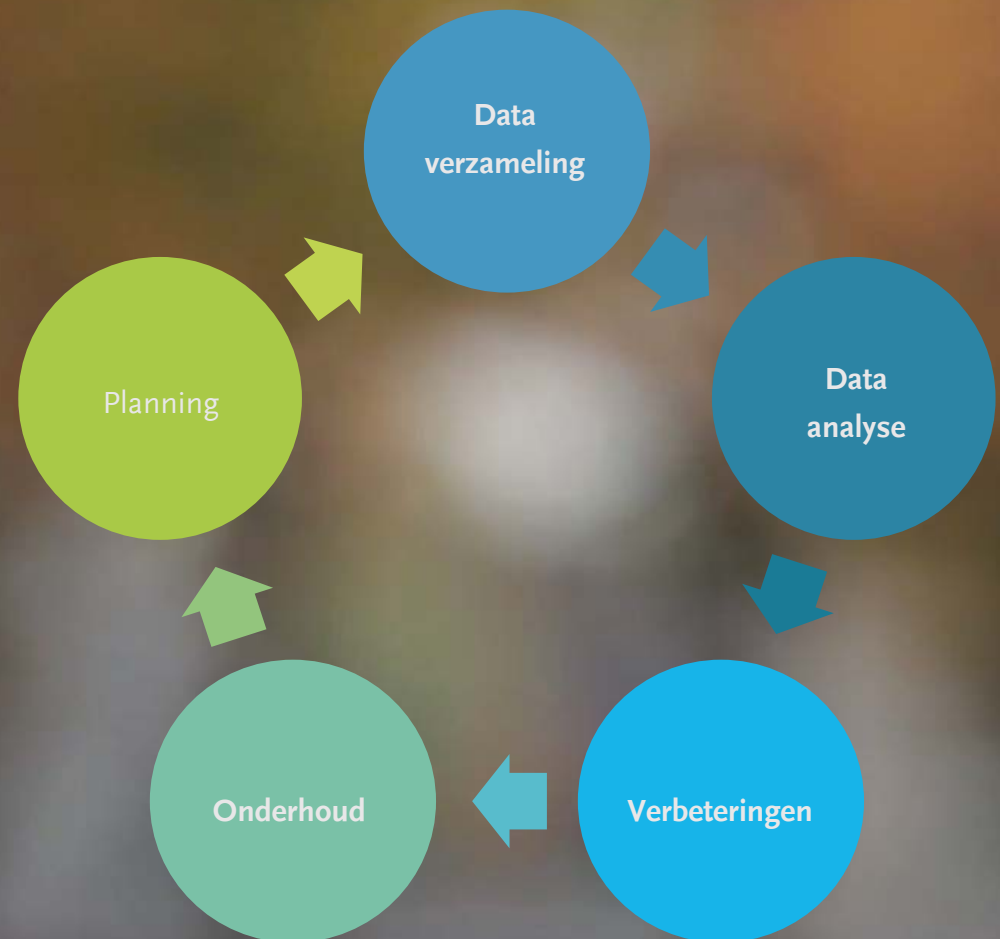 Data
verzameling
Data
analyse
Verbeteringen
Onderhoud
Planning